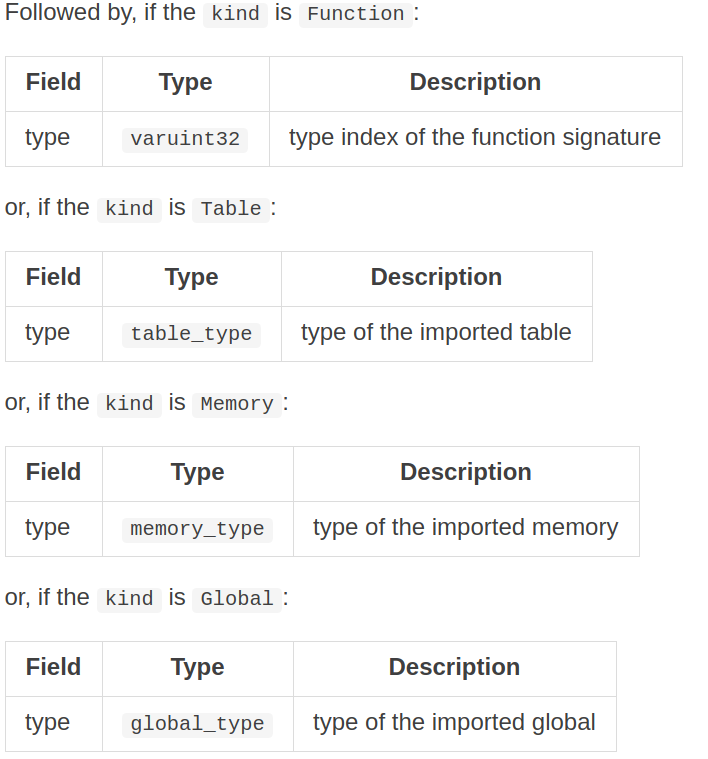 Followed by, if the kind is Function:
Field Type Description
type varuint32 type index of the function signature
or, if the kind is Table:
Field Type Description
type table_type type of the imported table
or, if the kind is Memory:
Field Type Description
type memory_type type of the imported memory
or, if the kind is Global:
Field Type Description
type global_type type of the imported global